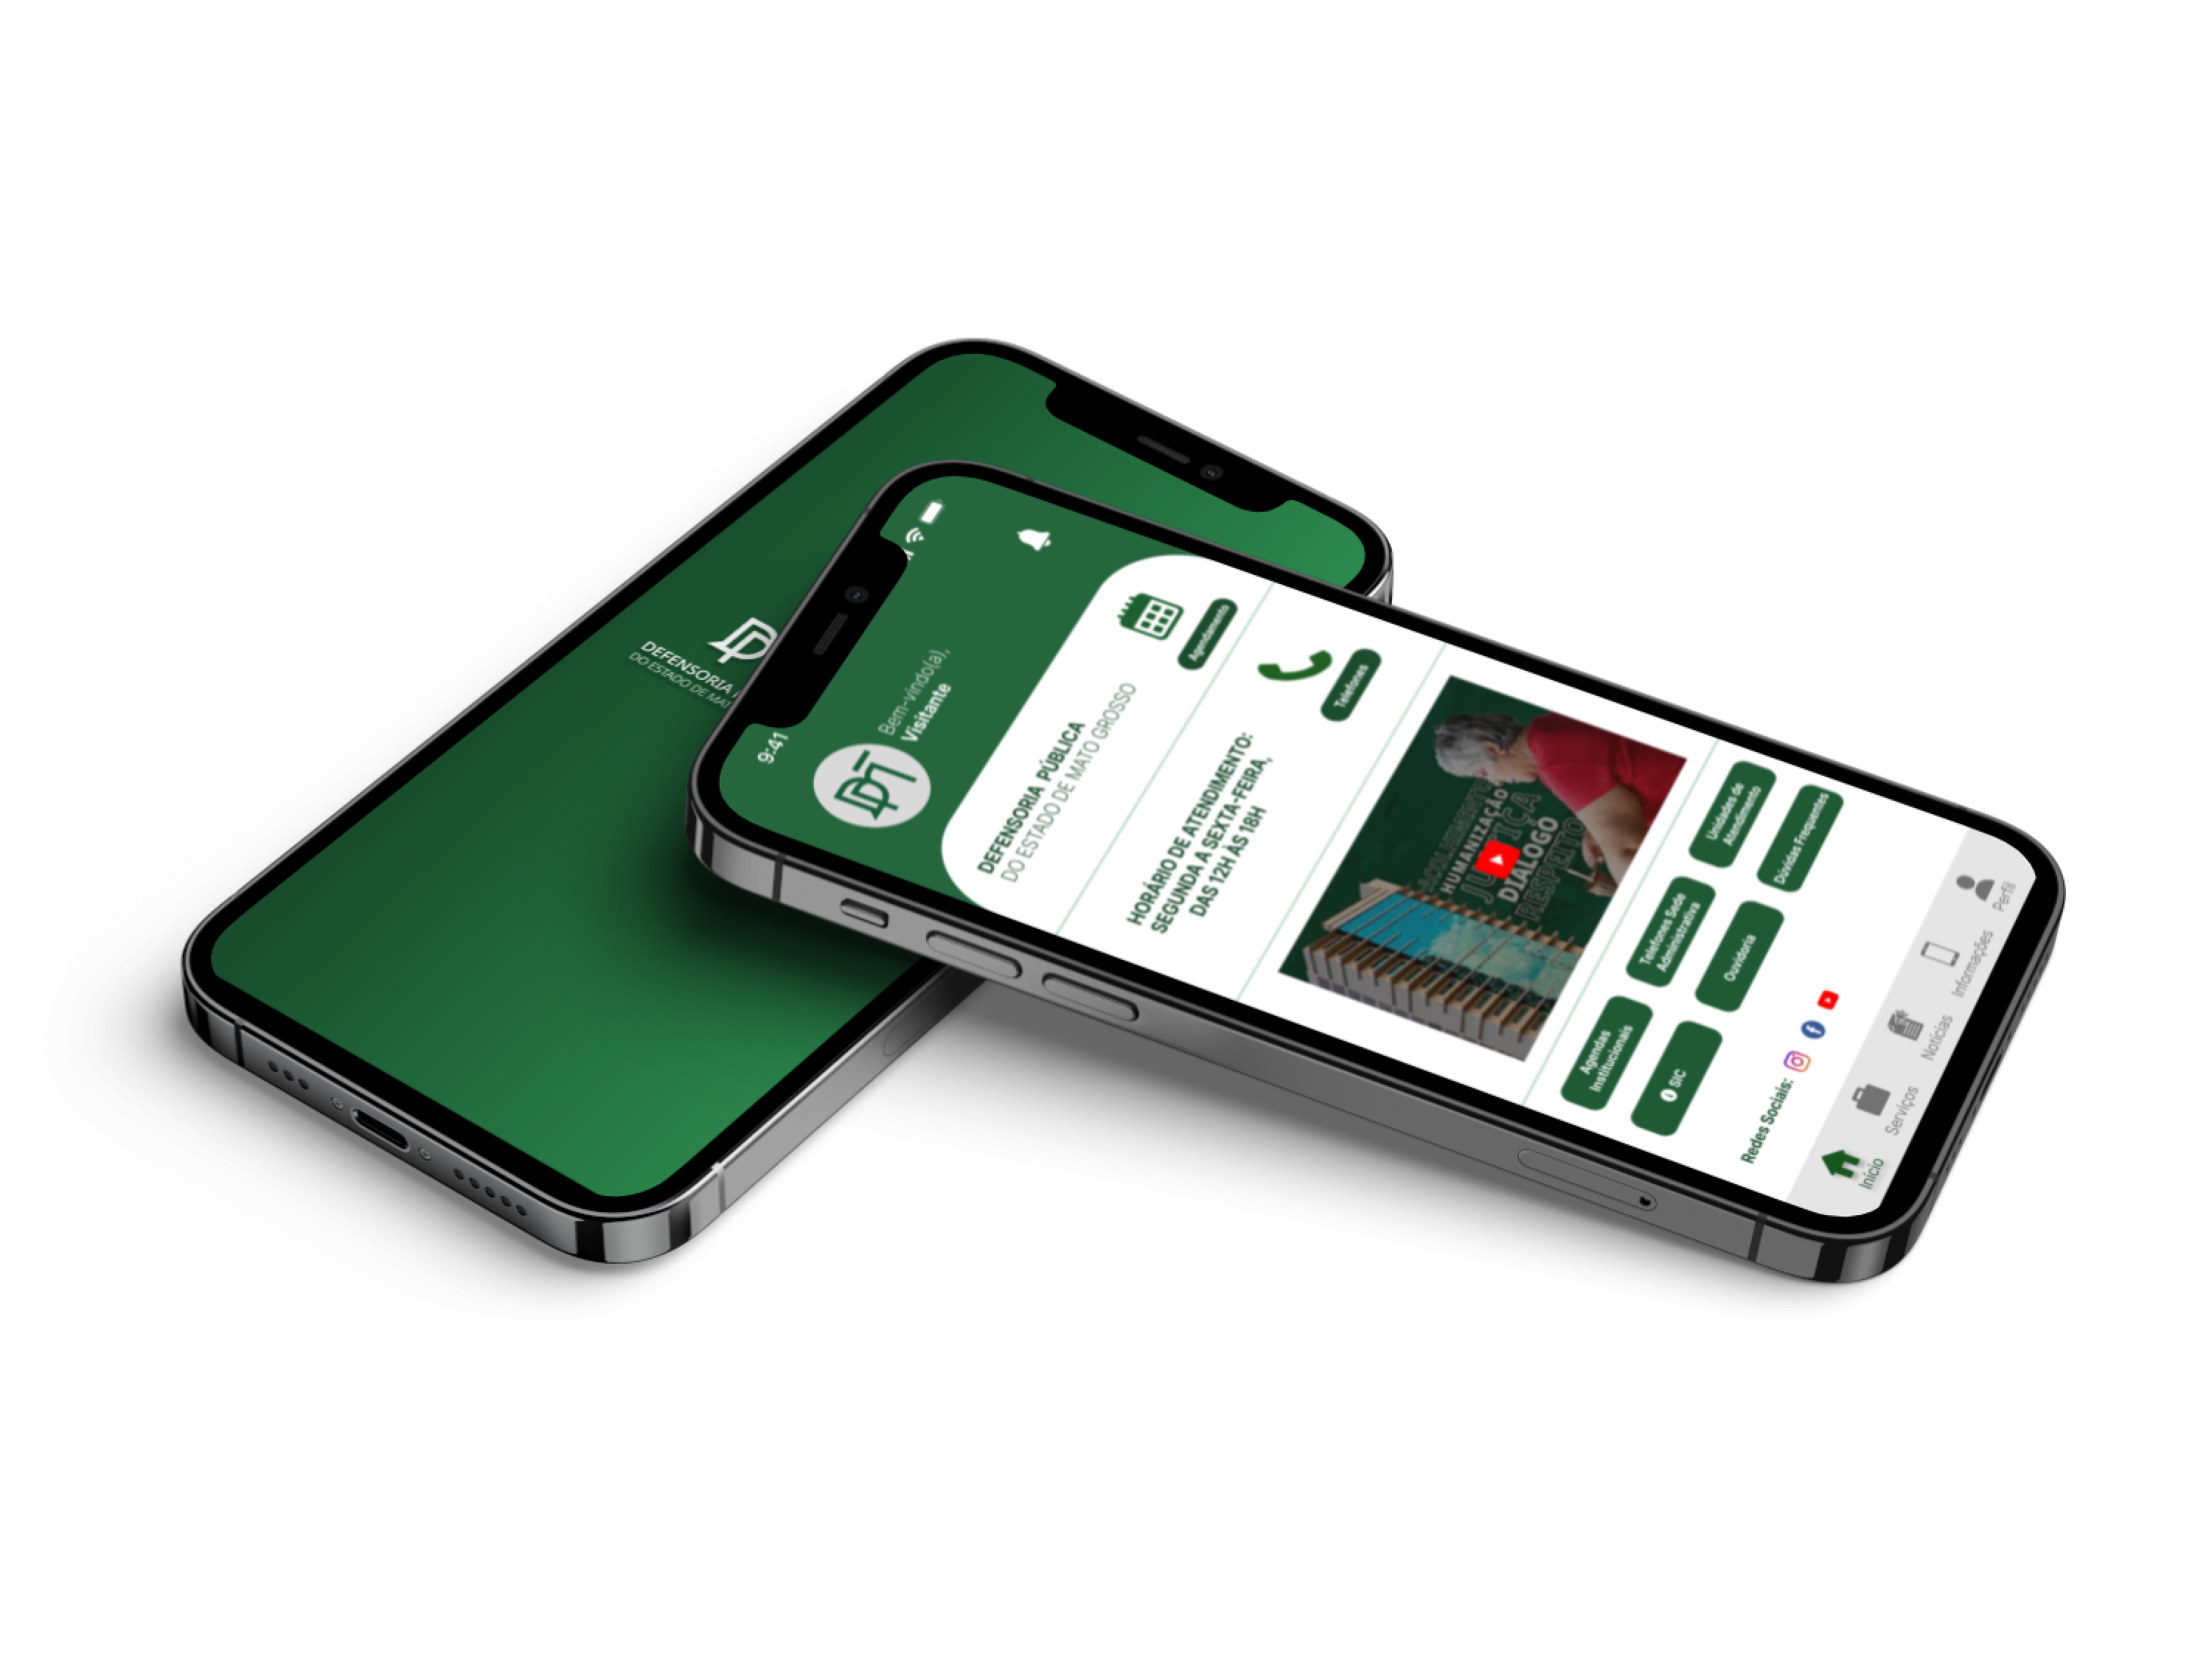 DEFENSORIA
DO ESTADO DE MAT
9:41
Bem-vindo(a),
Visitante
DEFENSORIA PÚBLICA
DO ESTADO DE MATO GROSSO
Agendamento
HORÁRIO DE ATENDIMENTO:
SEGUNDA A SEXTA-FEIRA,
DAS 12H ÀS 18H
Telefones
HUMANIZAÇÃO
JUSTIÇA
DIÁLOGO
RESPEITO
Agendas
Institucionais
Telefones Sede
Administrativa
Unidades de
Atendimento
SIC
Ouvidoria
Dúvidas Frequentes
Redes Sociais:
Início
Serviços
Notícias
Informações
Perfil